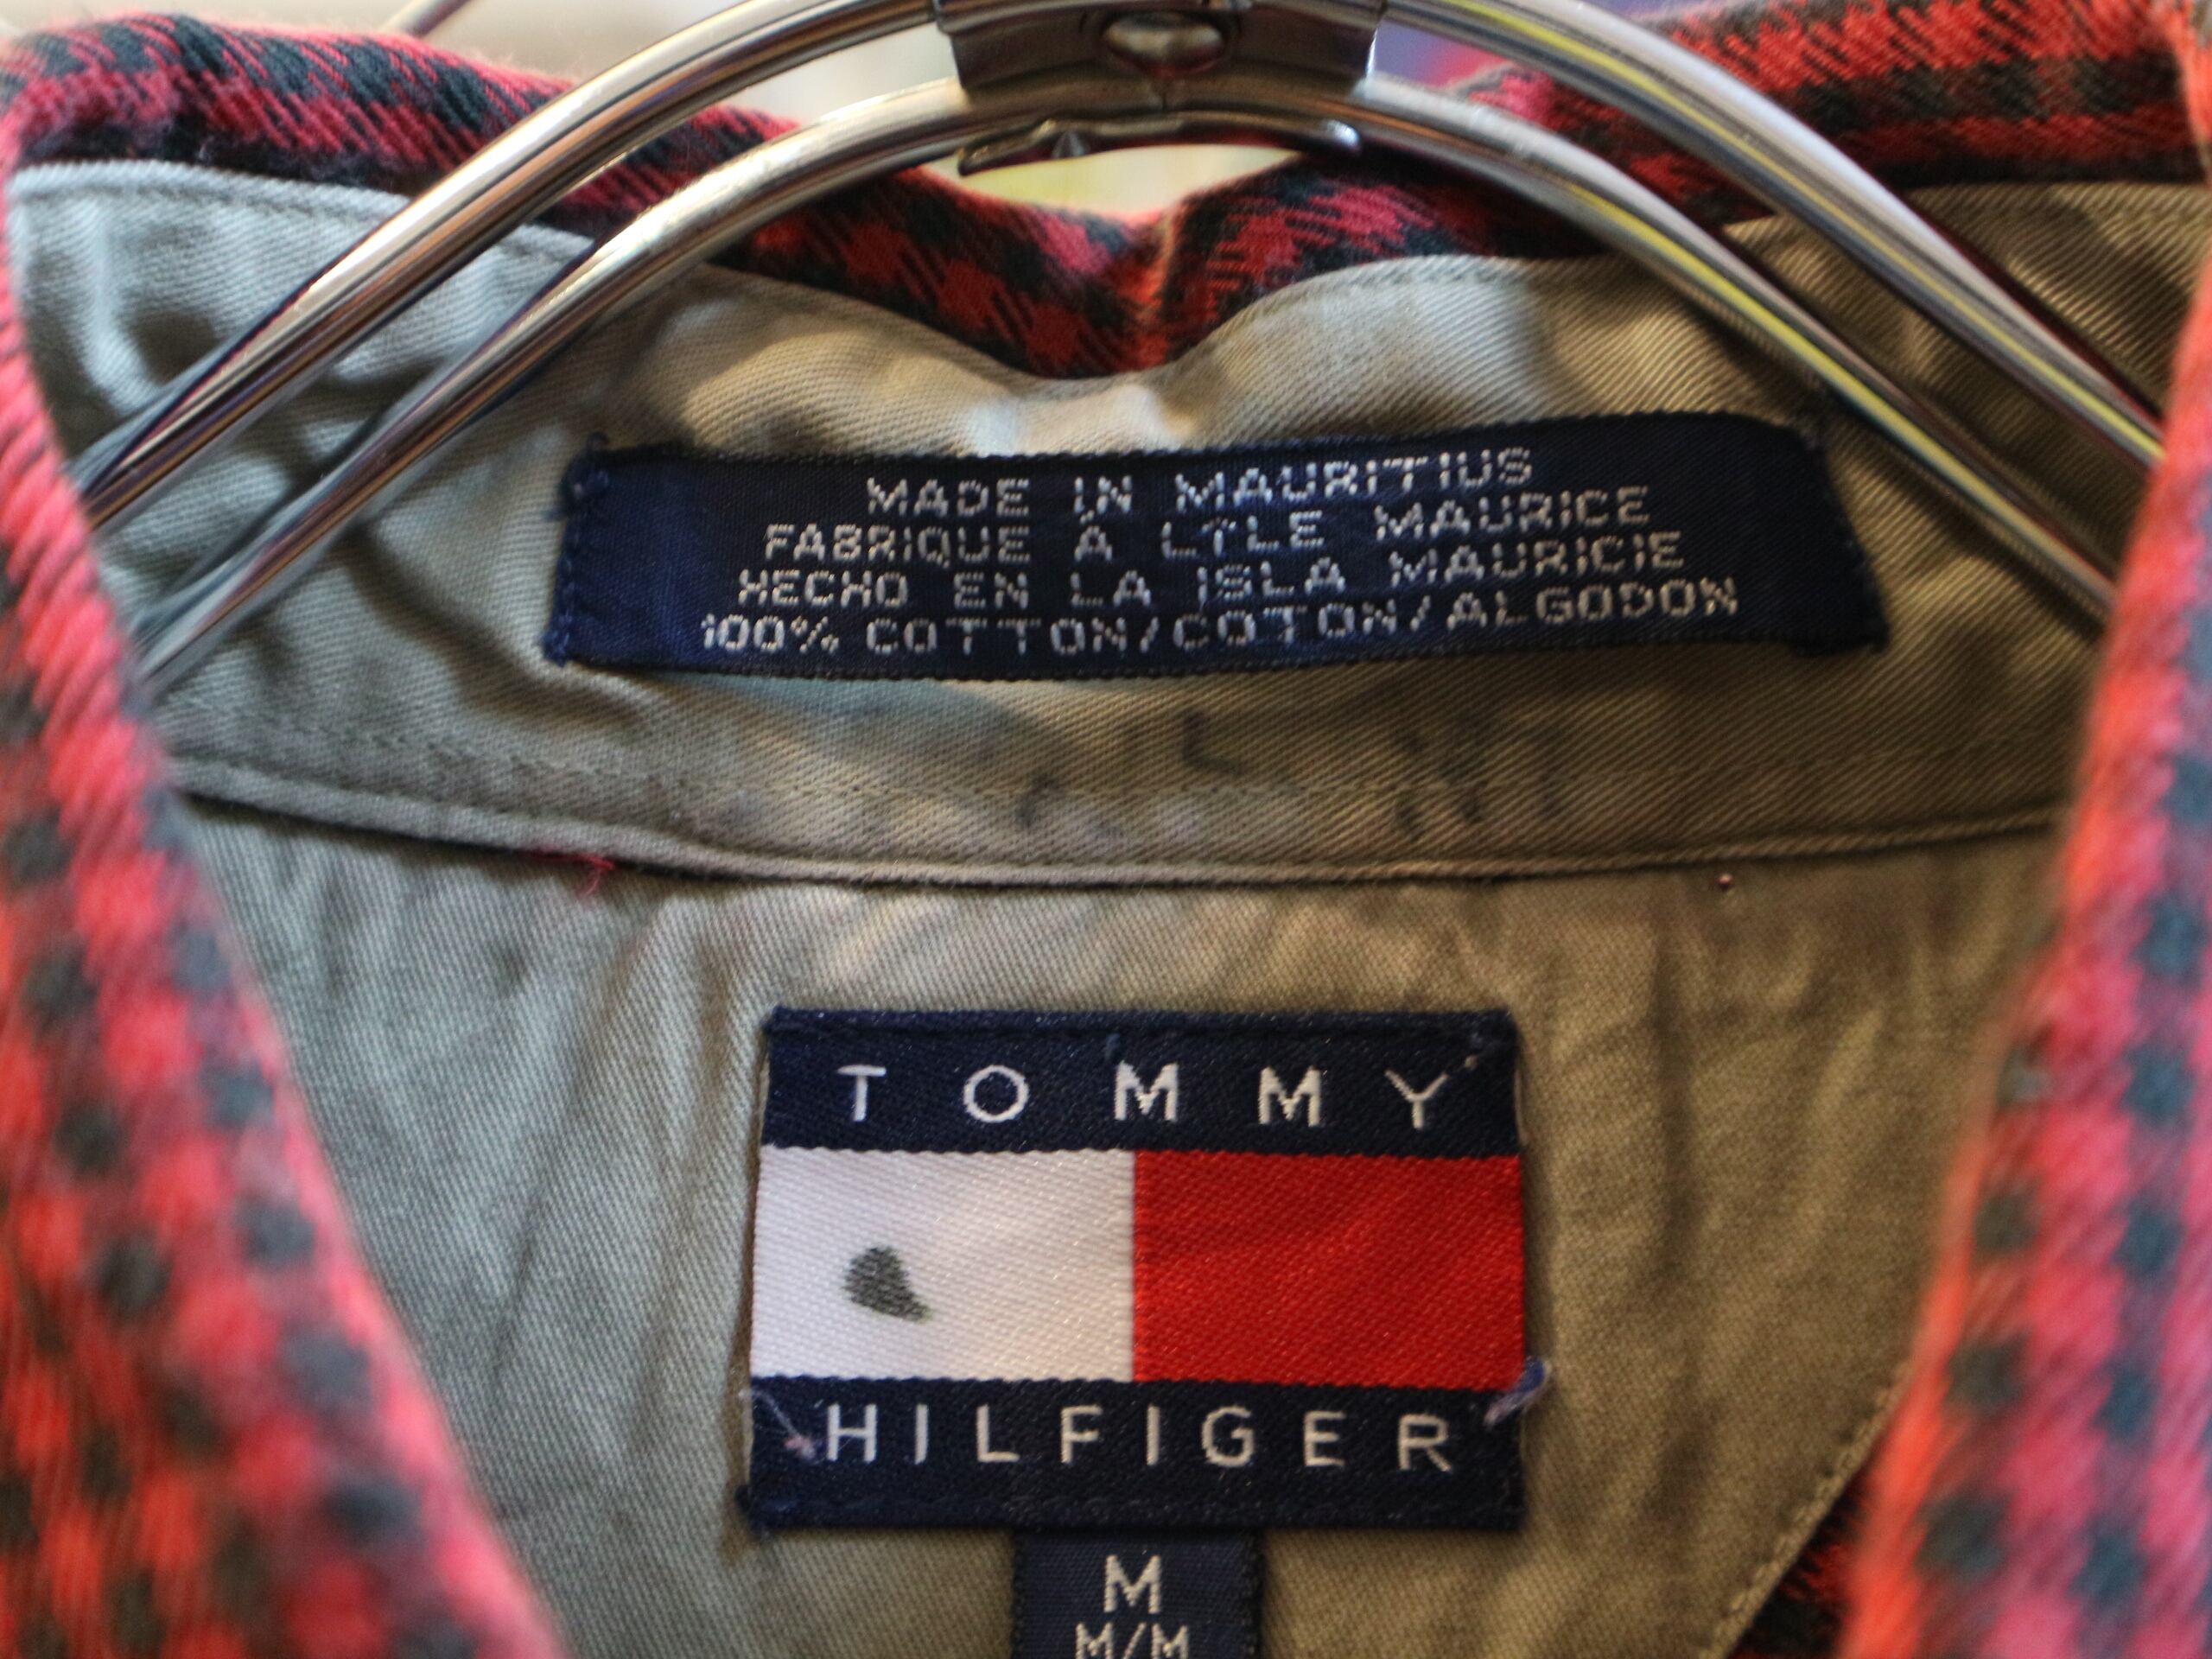 MADE IN MAURITIUS
FABRIQUE À L'ILE MAURICE
HECHO EN LA ISLA MAURICIE
100% COTTON/COTON/ALGODON
TOMMY
HILFIGER
M
M/M